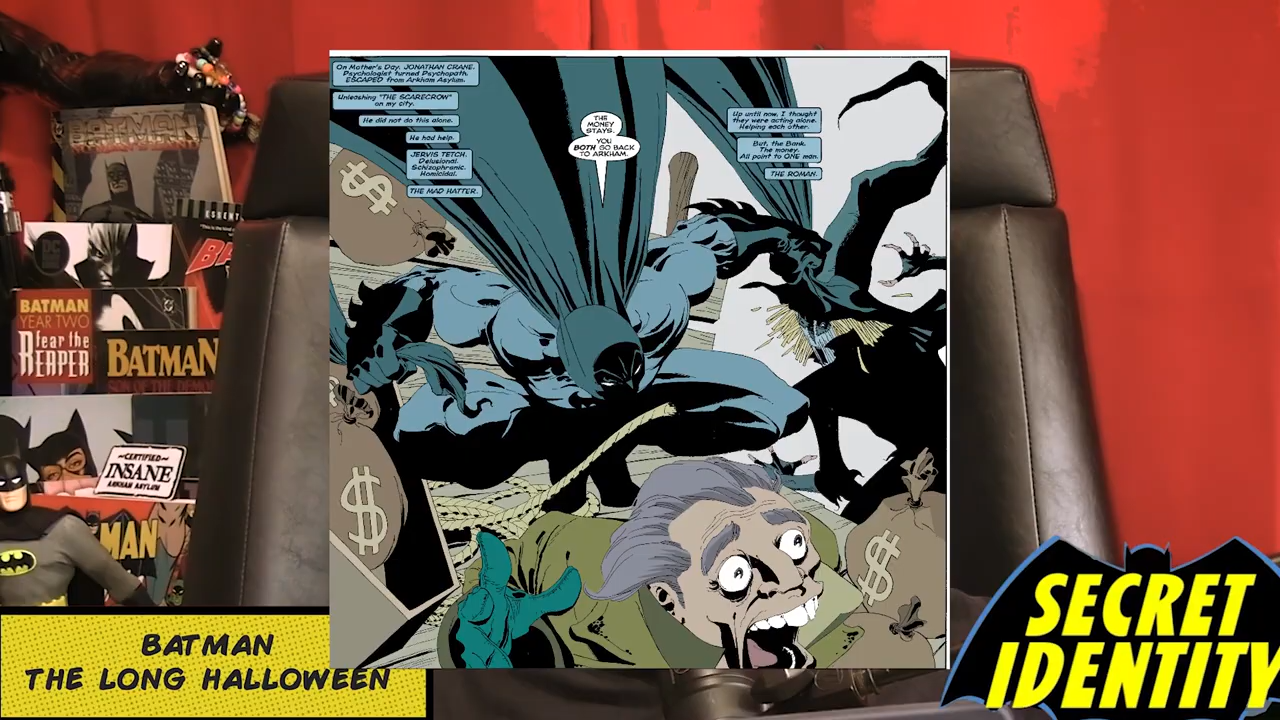 On Mother's Day, JONATHAN CRANE.
Psychologist turned Psychopath.
ESCAPED from Arkham Asylum.
Unleashing "THE SCARECROW"
on my city.
He did not do this alone.
He had help.
JERVIS TETCH.
Delusional.
Schizophrenic.
Homicidal.
THE MAD HATTER.
THE
MONEY
STAYS.
YOU
BOTH GO BACK
TO ARKHAM.
Up until now, I thought
they were acting alone.
Helping each other.
But, the Bank.
The money.
All point to ONE man.
THE ROMAN.
$
$
$
BATMAN
DC
BATMAN
YEAR TWO
fear the
REAPER
BATMAN
SON OF THE DEMON
~CERTIFIED~
INSANE
ARKHAM ASYLUM
MAN
BATMAN
THE LONG HALLOWEEN
SECRET
IDENTITY